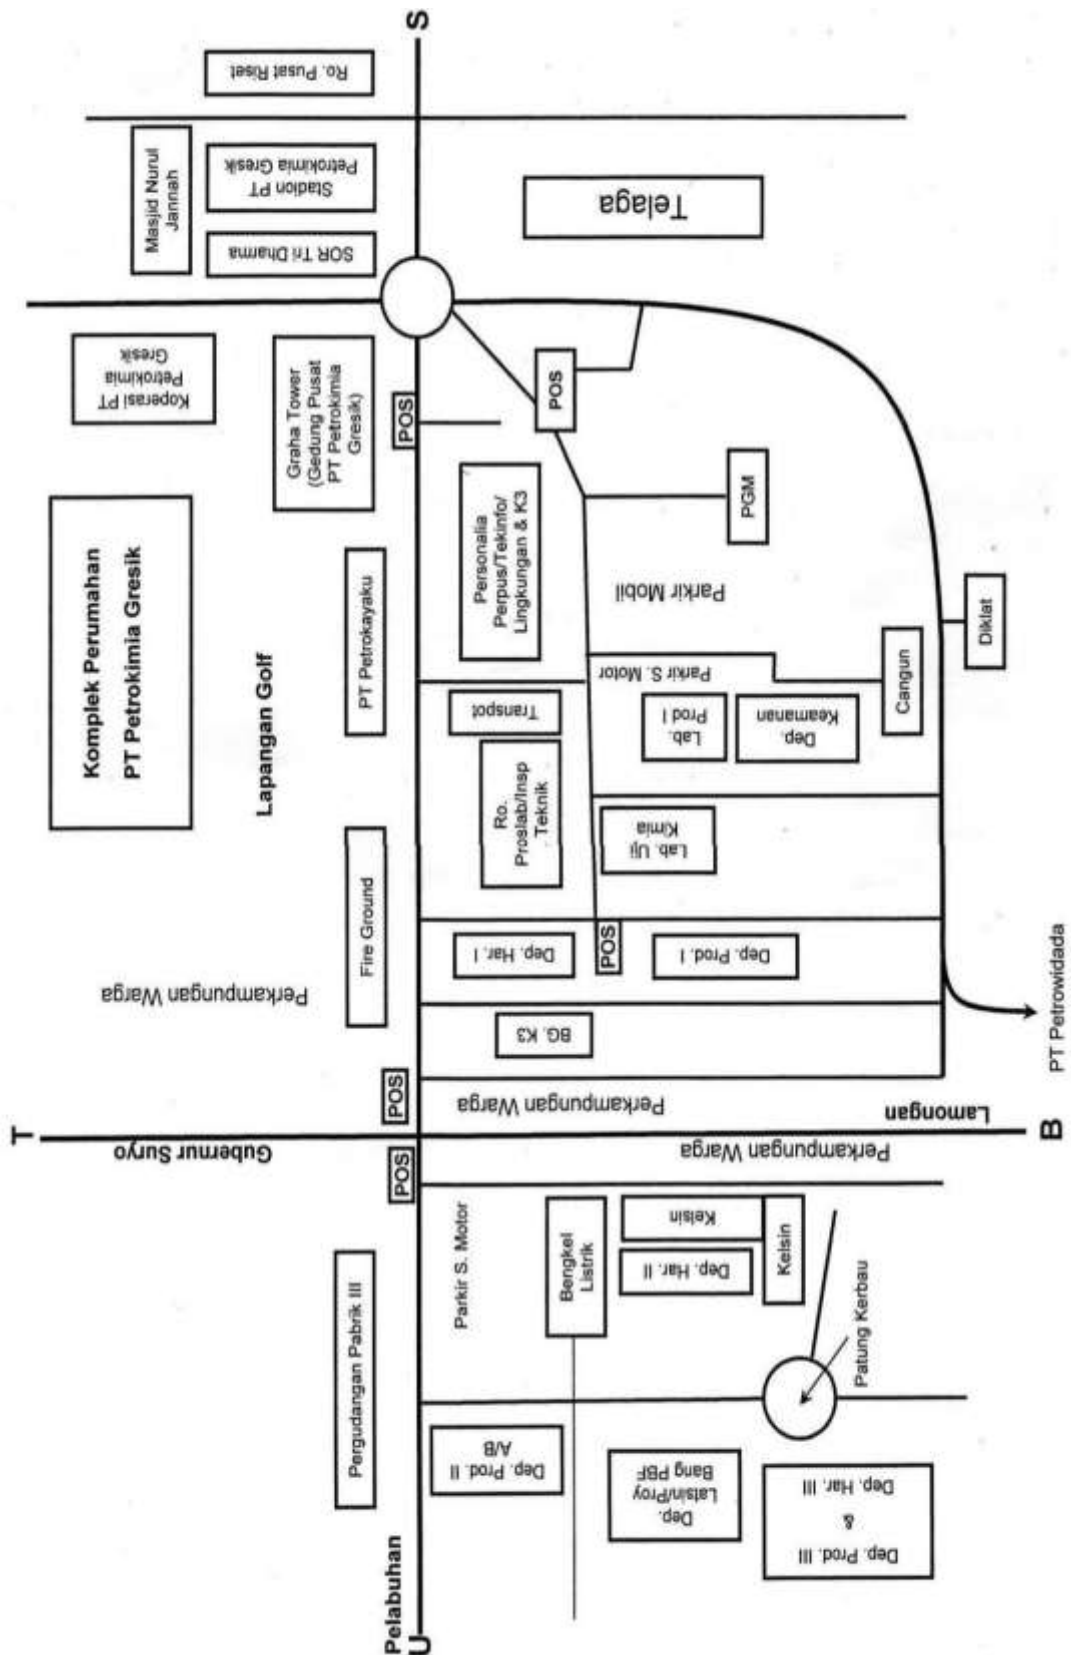 S
Ro. Pusat Riset
Masjid Nurul
Jannah
Stadion PT
Petrokimia Gresik
SOR Tri Dharma
Telaga
Koperasi PT
Petrokimia
Gresik
Graha Tower
(Gedung Pusat
PT Petrokimia
Gresik)
POS
POS
Komplek Perumahan
PT Petrokimia Gresik
Lapangan Golf
PT Petrokayaku
Personalia
Perpus/Tekinfo/
Lingkungan & K3
PGM
Parkir Mobil
Parkir S. Motor
Transpot
Lab.
Prod I
Dep.
Keamanan
Cangun
Diklat
Ro.
Proslab/Insp
Teknik
Lab. Uji
Kimia
Fire Ground
Perkampungan Warga
Dep. Har. I
POS
Dep. Prod. I
BG. K3
PT Petrowidada
POS
Perkampungan Warga
Lamongan
T
Gubernur Suryo
B
POS
Perkampungan Warga
Parkir S. Motor
Bengkel
Listrik
Kelsin
Dep. Har. II
Kelsin
Pergudangan Pabrik III
Patung Kerbau
Dep. Prod. II
A/B
Dep.
Latsin/Proy
Bang PBF
Dep. Prod. III
&
Dep. Har. III
Pelabuhan
U